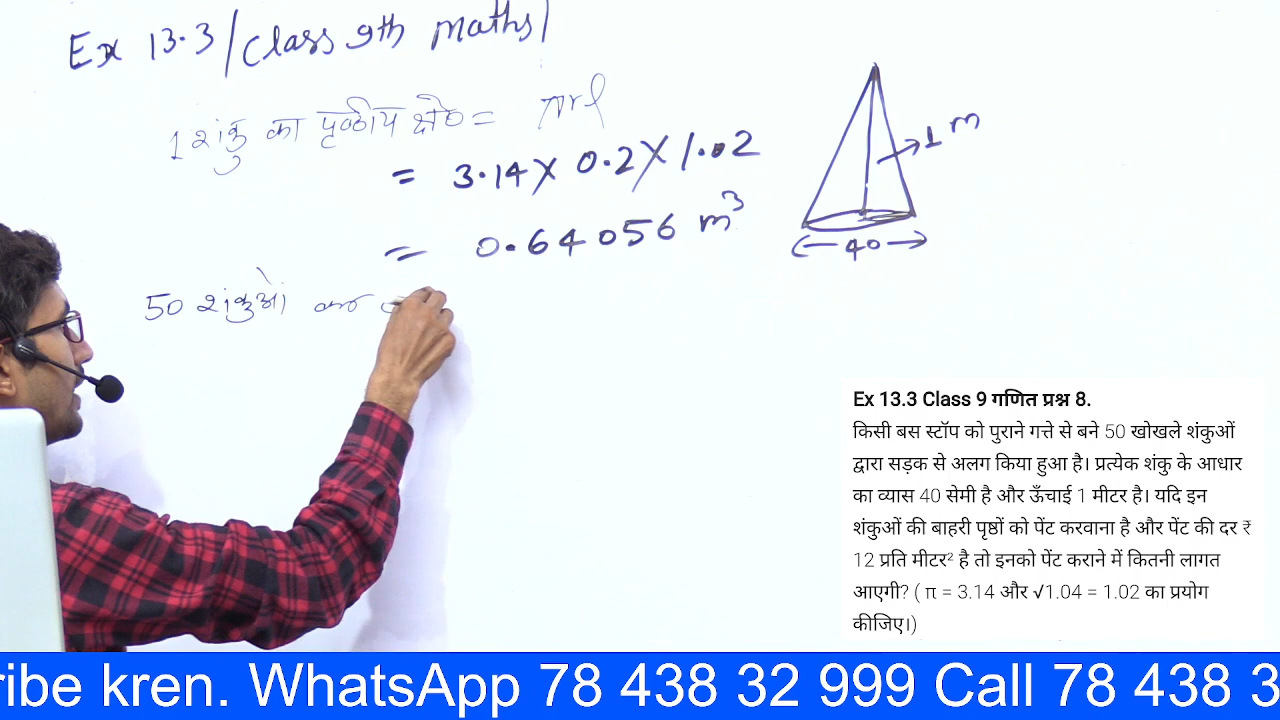 Ex 13.3/Class 9th maths/
1 शंकु का पृष्ठीय क्षे० = πrl
= 3.14 X 0.2 X 1.02
= 0.64056 m³
1 m
40
50 शंकुओं का
Ex 13.3 Class 9 गणित प्रश्न 8.
किसी बस स्टॉप को पुराने गत्ते से बने 50 खोखले शंकुओं
द्वारा सड़क से अलग किया हुआ है। प्रत्येक शंकु के आधार
का व्यास 40 सेमी है और ऊँचाई 1 मीटर है। यदि इन
शंकुओं की बाहरी पृष्ठों को पेंट करवाना है और पेंट की दर ₹
12 प्रति मीटर² है तो इनको पेंट कराने में कितनी लागत
आएगी? ( π = 3.14 और √1.04 = 1.02 का प्रयोग
कीजिए।)
ribe kren. WhatsApp 78 438 32 999 Call 78 438 3